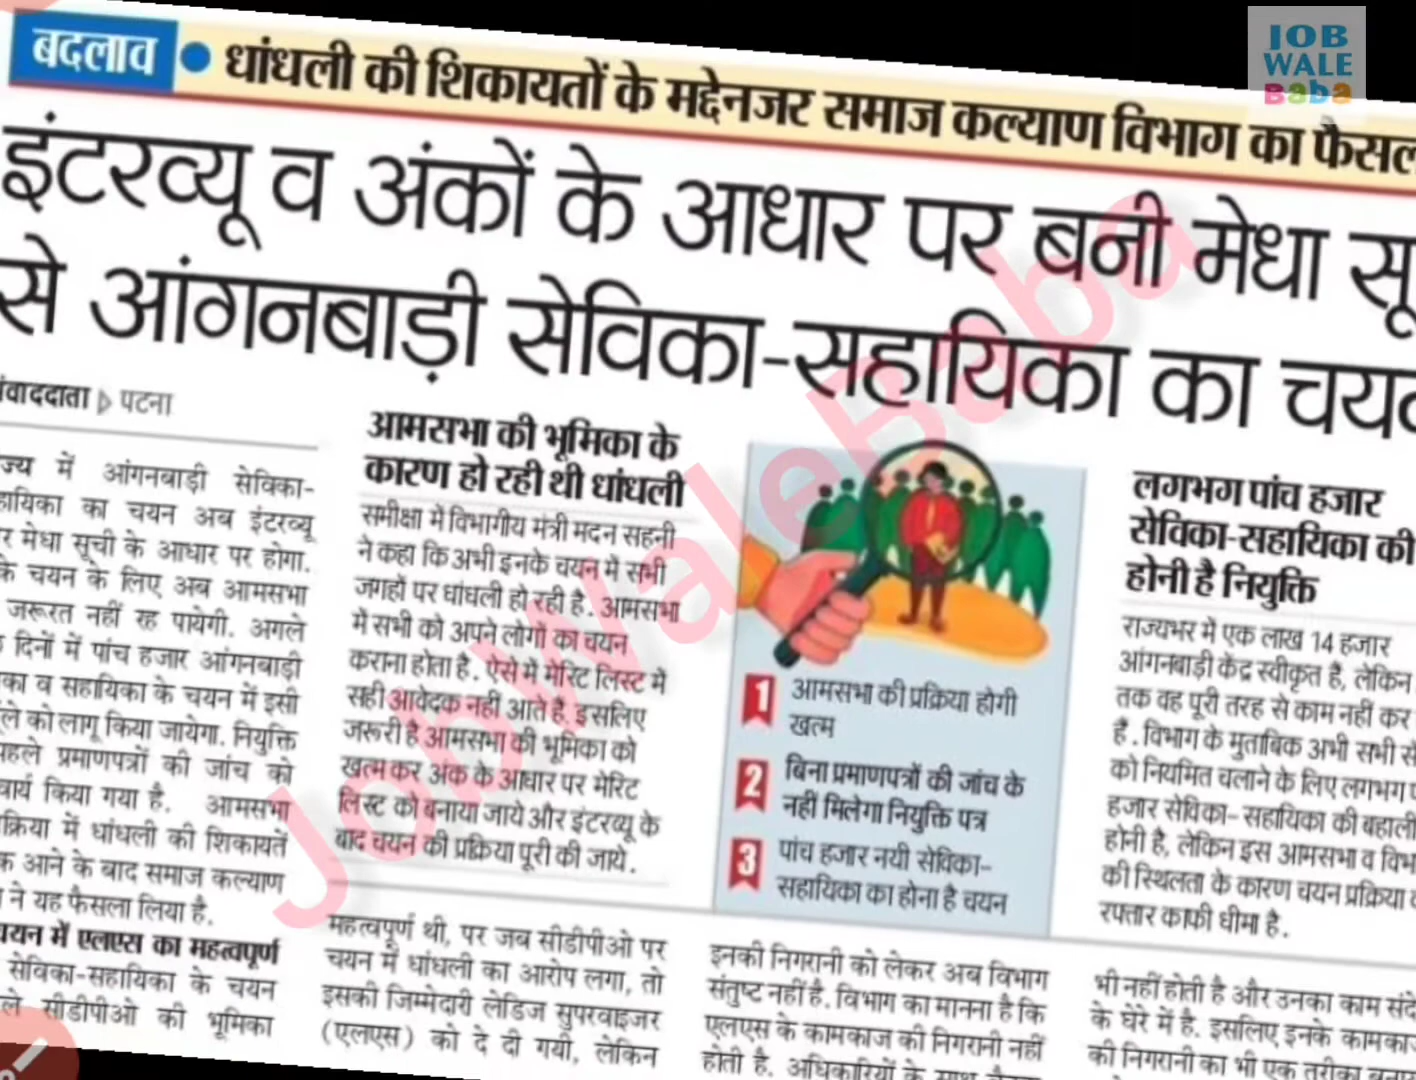 बदलाव
धांधली की शिकायतों के मद्देनजर समाज कल्याण विभाग का
JOB
WALE
Baba
इंटरव्यू व अंकों के आधार पर बनी मेधा
से आंगनबाड़ी सेविका-सहायिका का
पटना
में आंगनबाड़ी सेविका-
का चयन अब इंटरव्यू
मेधा सूची के आधार पर होगा.
के चयन के लिए अब आमसभा
जरूरत नहीं रह पायेगी. अगले
दिनों में पांच हजार आंगनबाड़ी
व सहायिका के चयन में इसी
को लागू किया जायेगा. नियुक्ति
प्रमाणपत्रों की जांच को
किया गया है. आमसभा
में धांधली की शिकायतें
आने के बाद समाज कल्याण
ने यह फैसला लिया है.
में एलएस का महत्वपूर्ण
सेविका-सहायिका के चयन
सीडीपीओ की भूमिका
आमसभा की भूमिका के
कारण हो रही थी धांधली
समीक्षा में विभागीय मंत्री मदन सहनी
ने कहा कि अभी इनके चयन में सभी
जगहों पर धांधली हो रही है. आमसभा
में सभी को अपने लोगों का चयन
कराना होता है. ऐसे में मेरिट लिस्ट में
सही आवेदक नहीं आते हैं. इसलिए
जरूरी है आमसभा की भूमिका को
खत्म कर अंक के आधार पर मेरिट
लिस्ट को बनाया जाये और इंटरव्यू के
बाद चयन की प्रक्रिया पूरी की जाये.
महत्वपूर्ण थी, पर जब सीडीपीओ पर
चयन में धांधली का आरोप लगा, तो
इसकी जिम्मेदारी लेडिज सुपरवाइजर
(एलएस) को दे दी गयी, लेकिन
1 आमसभा की प्रक्रिया होगी
खत्म
2 बिना प्रमाणपत्रों की जांच के
नहीं मिलेगा नियुक्ति पत्र
3 पांच हजार नयी सेविका-
सहायिका का होना है चयन
इनकी निगरानी को लेकर अब विभाग
संतुष्ट नहीं है. विभाग का मानना है कि
एलएस के कामकाज की निगरानी नहीं
होती है. अधिकारियों के साथ
लगभग पांच हजार
सेविका-सहायिका की
होनी है नियुक्ति
राज्यभर में एक लाख 14 हजार
आंगनबाड़ी केंद्र स्वीकृत हैं, लेकिन
तक वह पूरी तरह से काम नहीं कर
हैं. विभाग के मुताबिक अभी सभी
को नियमित चलाने के लिए लगभग
हजार सेविका- सहायिका की बहाली
होनी है, लेकिन इस आमसभा व
की स्थिलता के कारण चयन प्रक्रिया
रफ्तार काफी धीमा है.
भी नहीं होती है और उनका काम
के घेरे में है. इसलिए इनके
की निगरानी का भी एक तरीका
JobWaleBaba